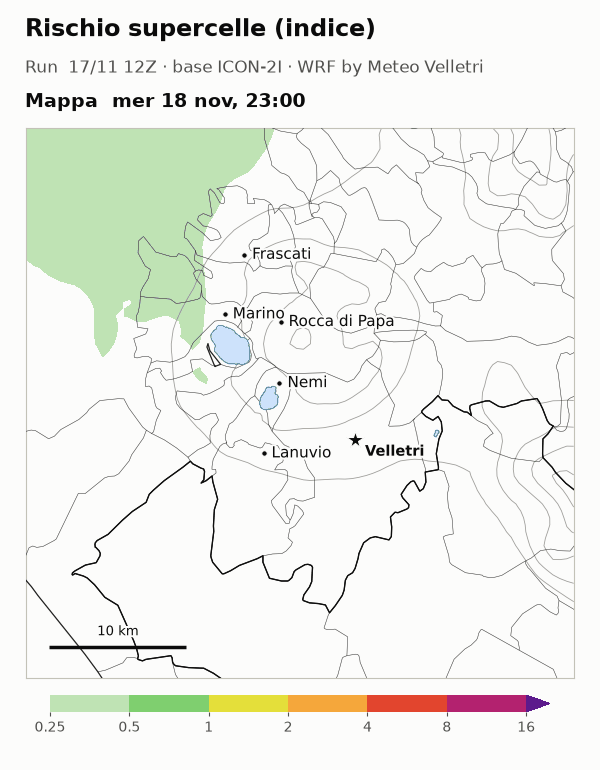 Rischio supercelle (indice)
Run  17/11 12Z · base ICON-2I · WRF by Meteo Velletri
Mappa  mer 18 nov, 23:00
Frascati
Marino
Rocca di Papa
Nemi
Velletri
Lanuvio
10 km
0.25 0.5 1 2 4 8 16